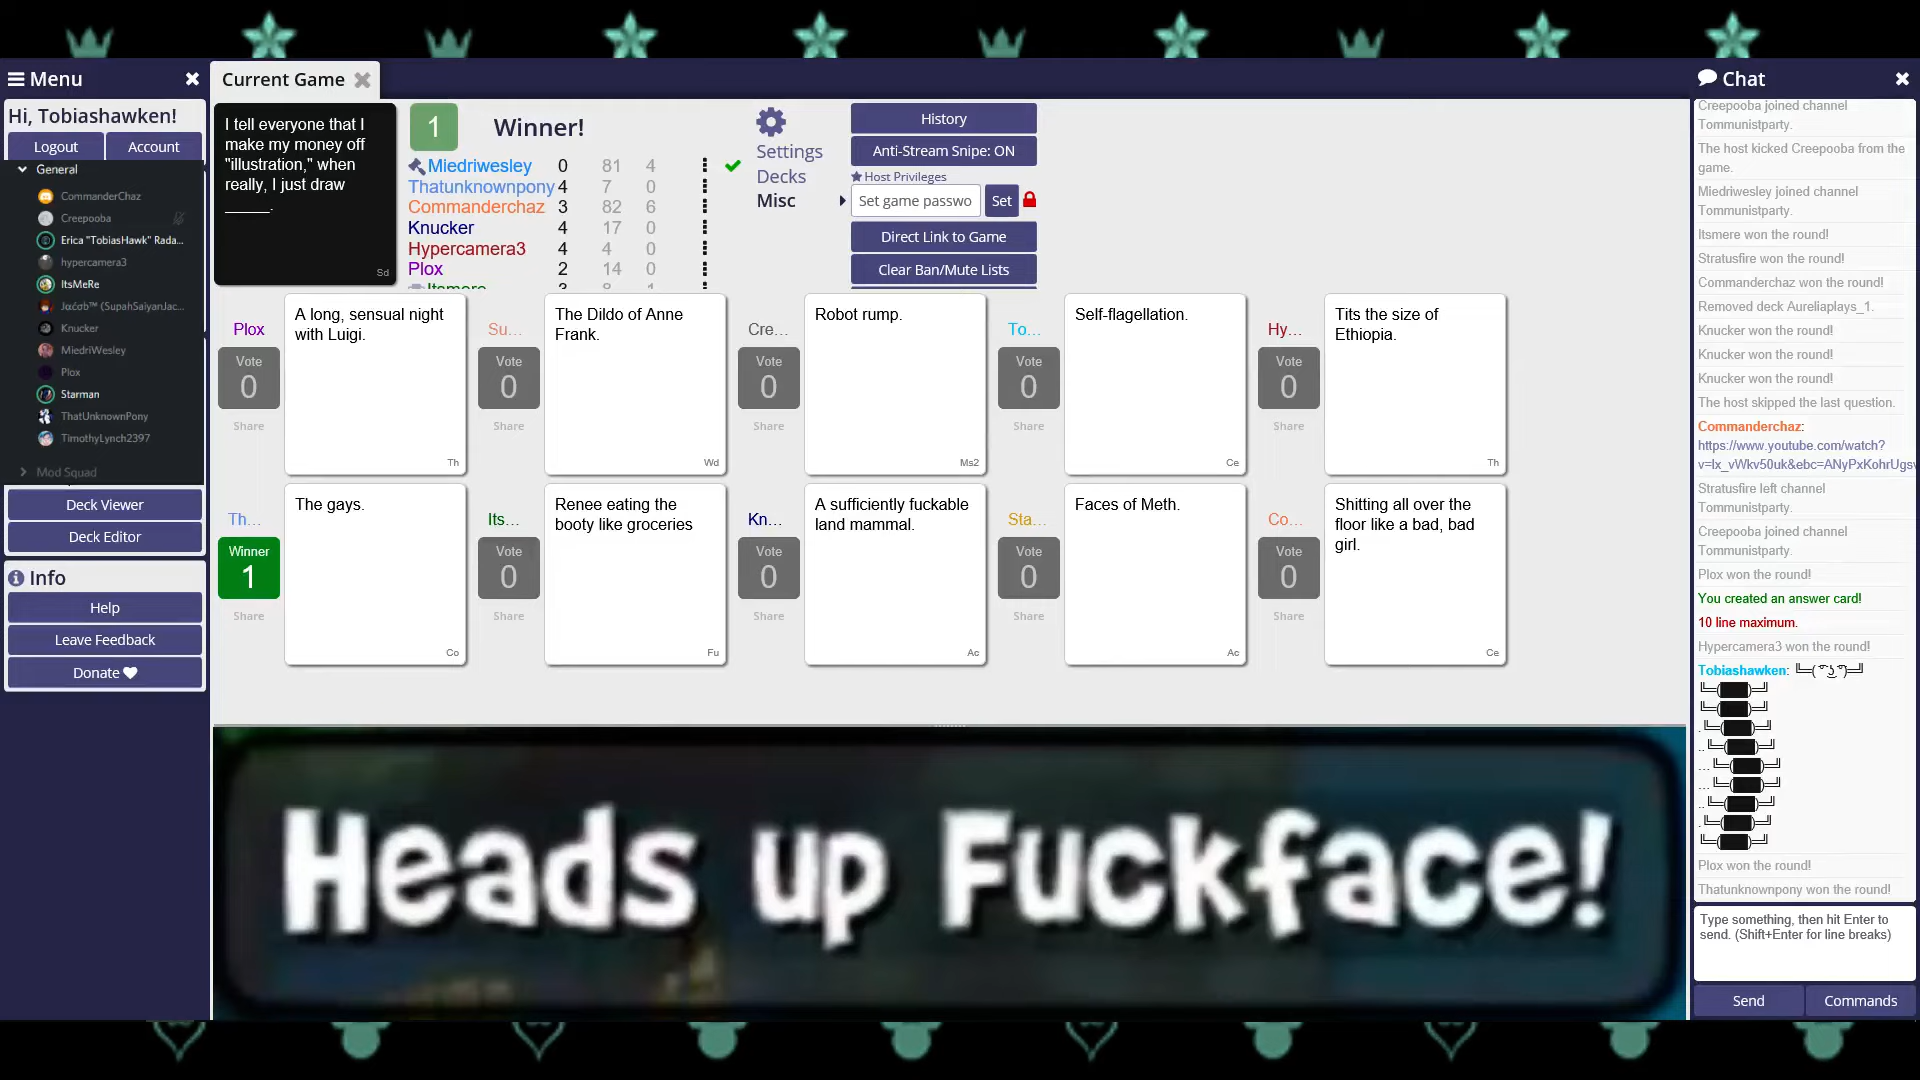 Menu
Hi, Tobiashawken!
Logout
Account
General
CommanderChaz
Creepooba
Erica "TobiasHawk" Rada...
hypercamera3
ItsMeRe
Knucker
MiedriWesley
Plox
Starman
ThatUnknownPony
TimothyLynch2397
Mod Squad
Deck Viewer
Deck Editor
Info
Help
Leave Feedback
Donate
Current Game
I tell everyone that I
make my money off
"illustration," when
really, I just draw
_____.
Sd
1
Winner!
Miedriwesley 0 81 4
Thatunknownpony 4 7 0
Commanderchaz 3 82 6
Knucker 4 17 0
Hypercamera3 4 4 0
Plox 2 14 0
Settings
Decks
Misc
History
Anti-Stream Snipe: ON
Host Privileges
Set game passwo
Set
Direct Link to Game
Clear Ban/Mute Lists
Plox
Vote
0
Share
A long, sensual night
with Luigi.
Th
Su...
Vote
0
Share
The Dildo of Anne
Frank.
Wd
Cre...
Vote
0
Share
Robot rump.
Ms2
To...
Vote
0
Share
Self-flagellation.
Ce
Hy...
Vote
0
Share
Tits the size of
Ethiopia.
Th
Th...
Winner
1
Share
The gays.
Co
Its...
Vote
0
Share
Renee eating the
booty like groceries
Fu
Kn...
Vote
0
Share
A sufficiently fuckable
land mammal.
Ac
Sta...
Vote
0
Share
Faces of Meth.
Ac
Co...
Vote
0
Share
Shitting all over the
floor like a bad, bad
girl.
Ce
Heads up Fuckface!
Chat
Creepooba joined channel
Tommunistparty.
The host kicked Creepooba from the
game.
Miedriwesley joined channel
Tommunistparty.
Itsmere won the round!
Stratusfire won the round!
Commanderchaz won the round!
Removed deck Aureliaplays_1.
Knucker won the round!
Knucker won the round!
Knucker won the round!
The host skipped the last question.
Commanderchaz:
https://www.youtube.com/watch?
Stratusfire left channel
Tommunistparty.
Creepooba joined channel
Tommunistparty.
Plox won the round!
You created an answer card!
10 line maximum.
Hypercamera3 won the round!
Tobiashawken: ╚═( ͡° ͜ʖ ͡°)═╝
╚═(███)═╝
╚═(███)═╝
.╚═(███)═╝
..╚═(███)═╝
…╚═(███)═╝
…╚═(███)═╝
..╚═(███)═╝
.╚═(███)═╝
╚═(███)═╝
Plox won the round!
Thatunknownpony won the round!
Type something, then hit Enter to
send. (Shift+Enter for line breaks)
Send
Commands